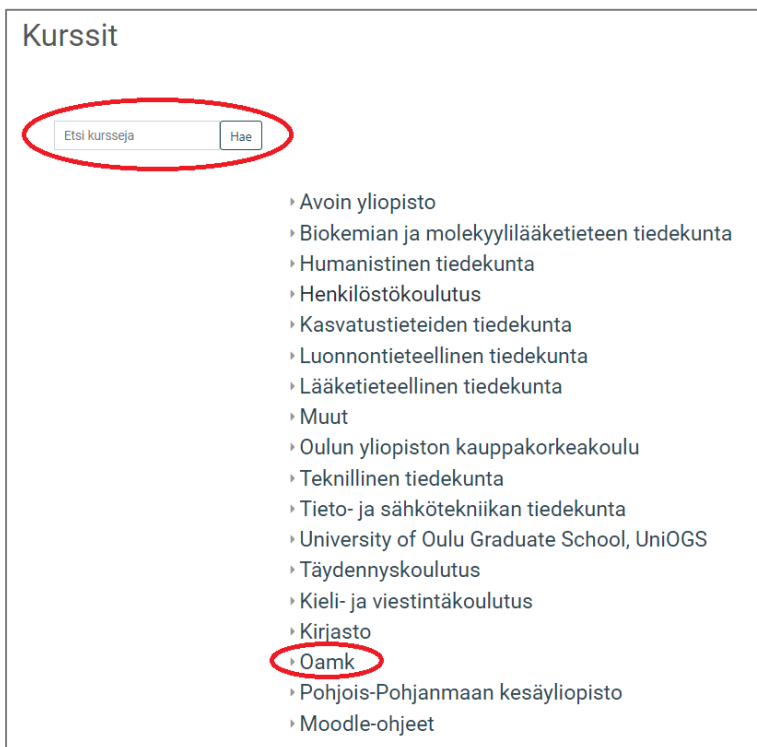 Kurssit
Etsi kursseja Hae
Avoin yliopisto
Biokemian ja molekyylilääketieteen tiedekunta
Humanistinen tiedekunta
Henkilöstökoulutus
Kasvatustieteiden tiedekunta
Luonnontieteellinen tiedekunta
Lääketieteellinen tiedekunta
Muut
Oulun yliopiston kauppakorkeakoulu
Teknillinen tiedekunta
Tieto- ja sähkötekniikan tiedekunta
University of Oulu Graduate School, UniOGS
Täydennyskoulutus
Kieli- ja viestintäkoulutus
Kirjasto
Oamk
Pohjois-Pohjanmaan kesäyliopisto
Moodle-ohjeet